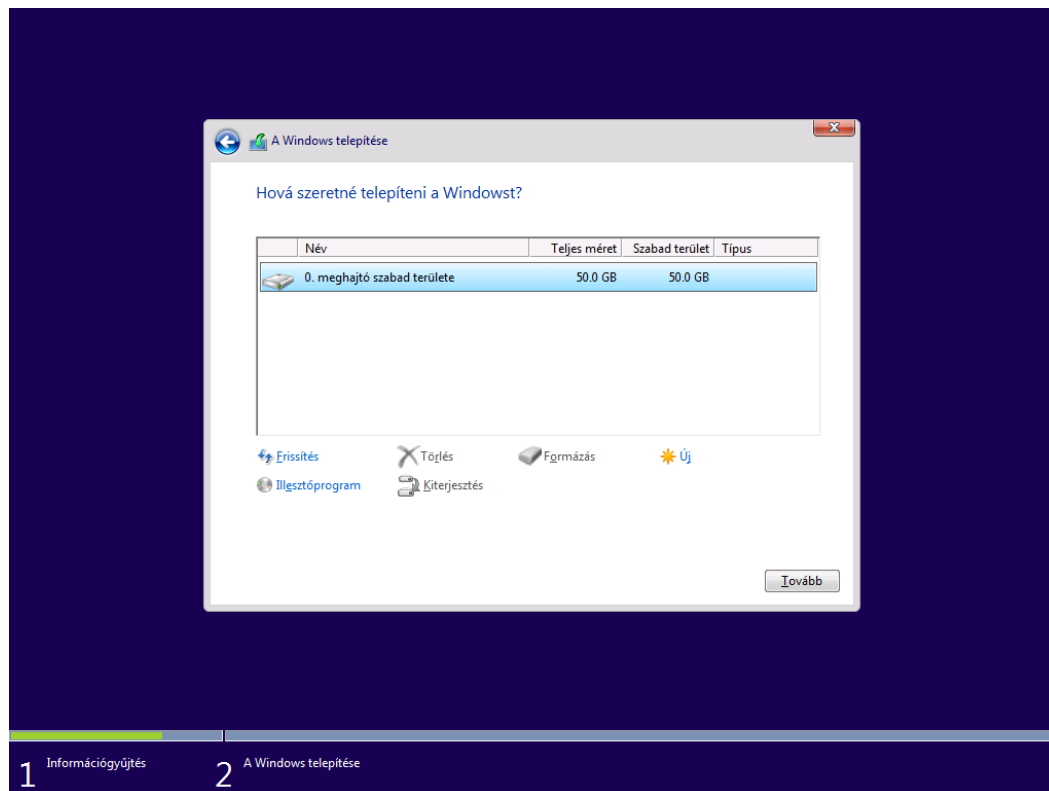 A Windows telepítése
Hová szeretné telepíteni a Windowst?
Név Teljes méret Szabad terület Típus
0. meghajtó szabad területe 50.0 GB 50.0 GB
Frissítés Törlés Formázás Új
Illesztőprogram Kiterjesztés
Tovább
1 Információgyűjtés 2 A Windows telepítése